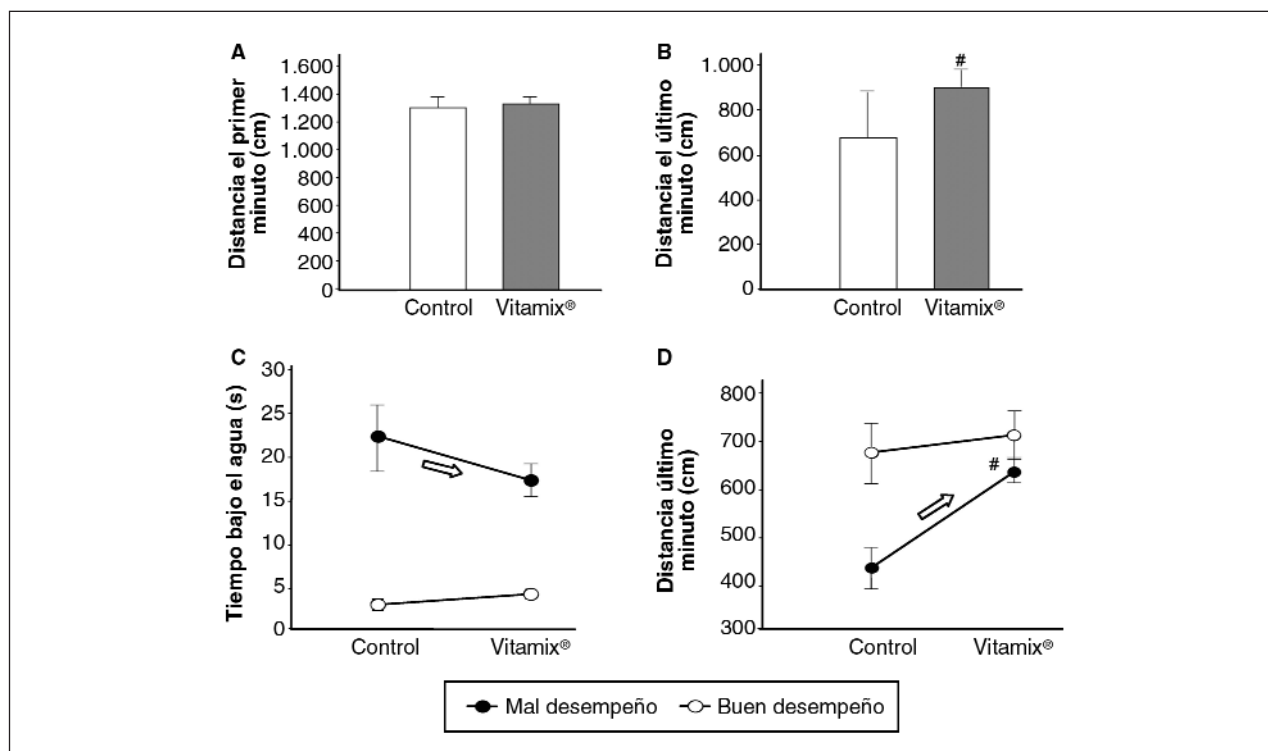 A
Distancia el primer
minuto (cm)
1.600
1.400
1.200
1.000
800
600
400
200
0
Control Vitamix®
B
Distancia el último
minuto (cm)
1.000
800
600
400
200
0
#
Control Vitamix®
C
Tiempo bajo el agua (s)
30
25
20
15
10
5
0
Control Vitamix®
D
Distancia último
minuto (cm)
800
700
600
500
400
300
#
Control Vitamix®
Mal desempeño Buen desempeño